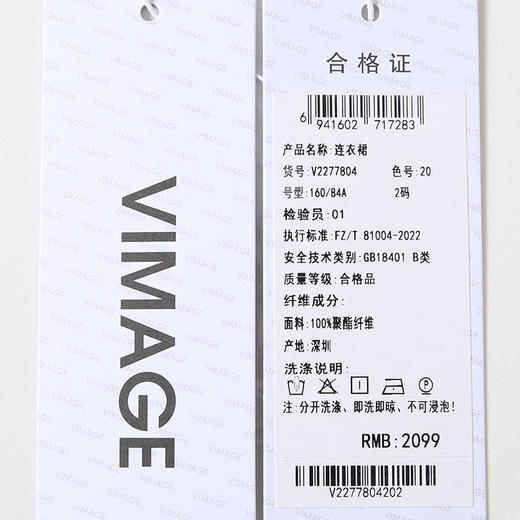 VIMAGE
合格证
6 941602 717283
产品名称:连衣裙
货号:V2277804 色号:20
号型:160/84A 2码
检验员:01
执行标准:FZ/T 81004-2022
安全技术类别:GB18401 B类
质量等级:合格品
纤维成分:
面料:100%聚酯纤维
产地:深圳
洗涤说明:
注:分开洗涤、即洗即晾、不可浸泡!
RMB:2099
V2277804202